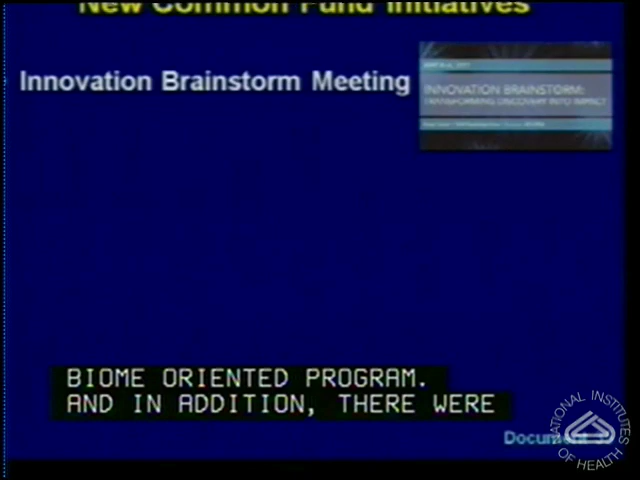 New Common Fund Initiatives
Innovation Brainstorm Meeting
INNOVATION BRAINSTORM:
TRANSFORMING DISCOVERY INTO IMPACT
BIOME ORIENTED PROGRAM.
AND IN ADDITION, THERE WERE
Document
NATIONAL INSTITUTES
OF HEALTH